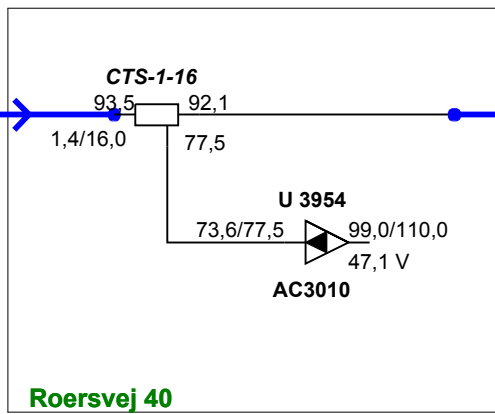 CTS-1-16
93,5 92,1
1,4/16,0 77,5
U 3954
73,6/77,5 99,0/110,0
47,1 V
AC3010
Roersvej 40